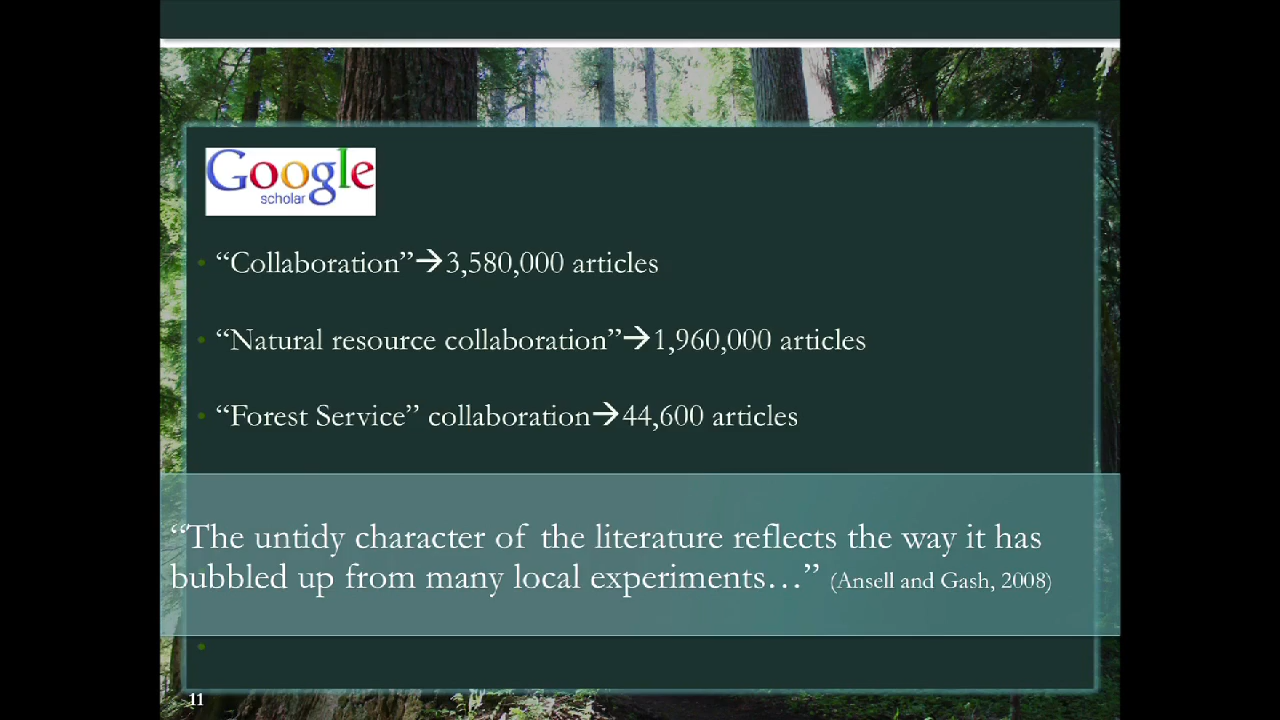 Google
scholar
“Collaboration”→3,580,000 articles
“Natural resource collaboration”→1,960,000 articles
“Forest Service” collaboration→44,600 articles
“The untidy character of the literature reflects the way it has
bubbled up from many local experiments…” (Ansell and Gash, 2008)
11